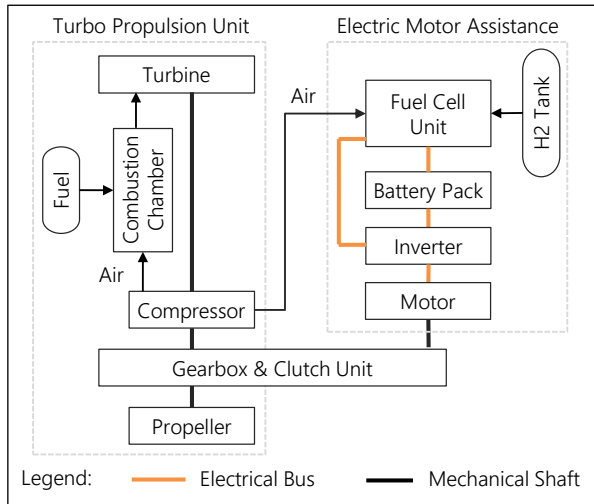 Turbo Propulsion Unit
Electric Motor Assistance
Turbine
Air
Fuel Cell
Unit
H2 Tank
Fuel
Combustion
Chamber
Battery Pack
Inverter
Air
Compressor
Motor
Gearbox & Clutch Unit
Propeller
Legend:
Electrical Bus
Mechanical Shaft